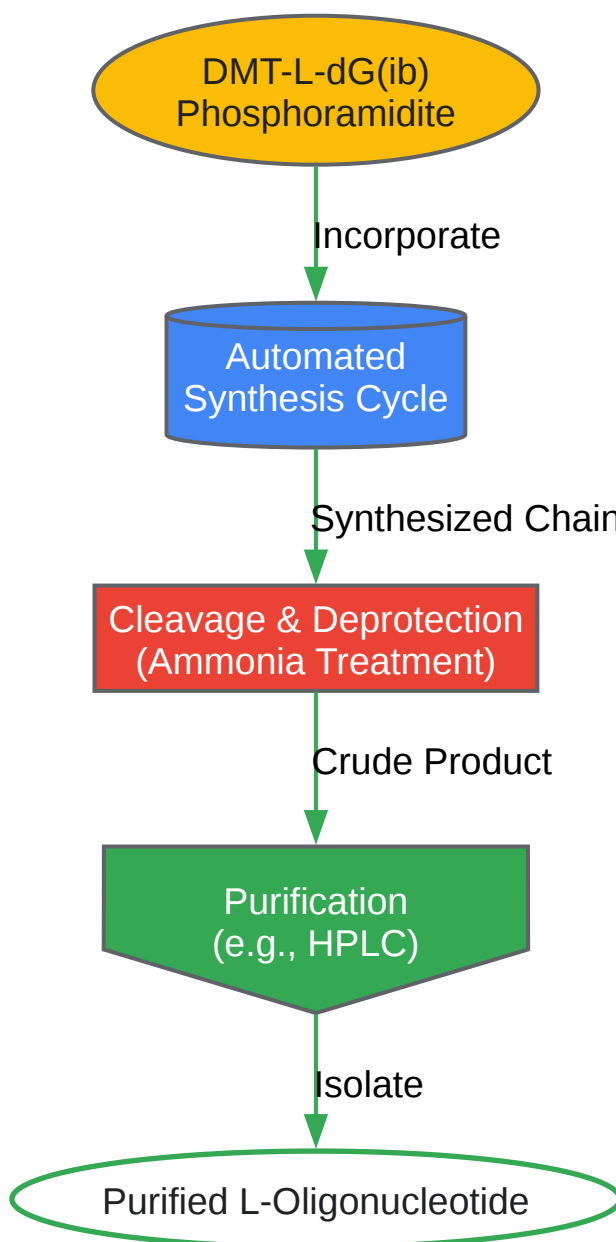 DMT-L-dG(ib)
Phosphoramidite
Incorporate
Automated
Synthesis Cycle
Synthesized Chain
Cleavage & Deprotection
(Ammonia Treatment)
Crude Product
Purification
(e.g., HPLC)
Isolate
Purified L-Oligonucleotide